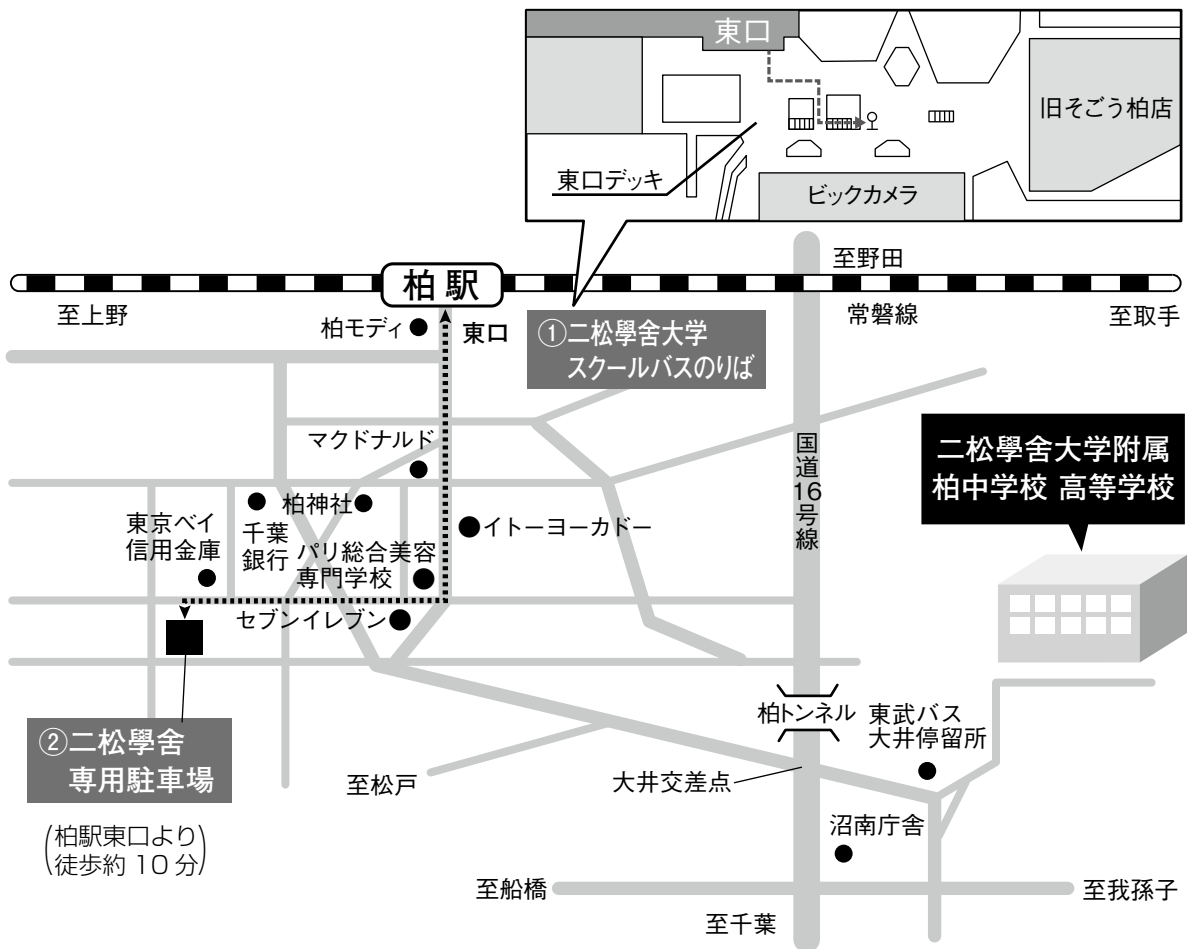 東口
旧そごう柏店
東口デッキ
ビックカメラ
至野田
柏駅
至上野
常磐線
至取手
柏モディ
東口
①二松學舍大学
スクールバスのりば
マクドナルド
国道16号線
二松學舍大学附属
柏中学校 高等学校
柏神社
イトーヨーカドー
東京ベイ
信用金庫
千葉
銀行
パリ総合美容
専門学校
セブンイレブン
柏トンネル
東武バス
大井停留所
②二松學舍
専用駐車場
至松戸
大井交差点
(柏駅東口より
徒歩約10分)
沼南庁舎
至船橋
至我孫子
至千葉